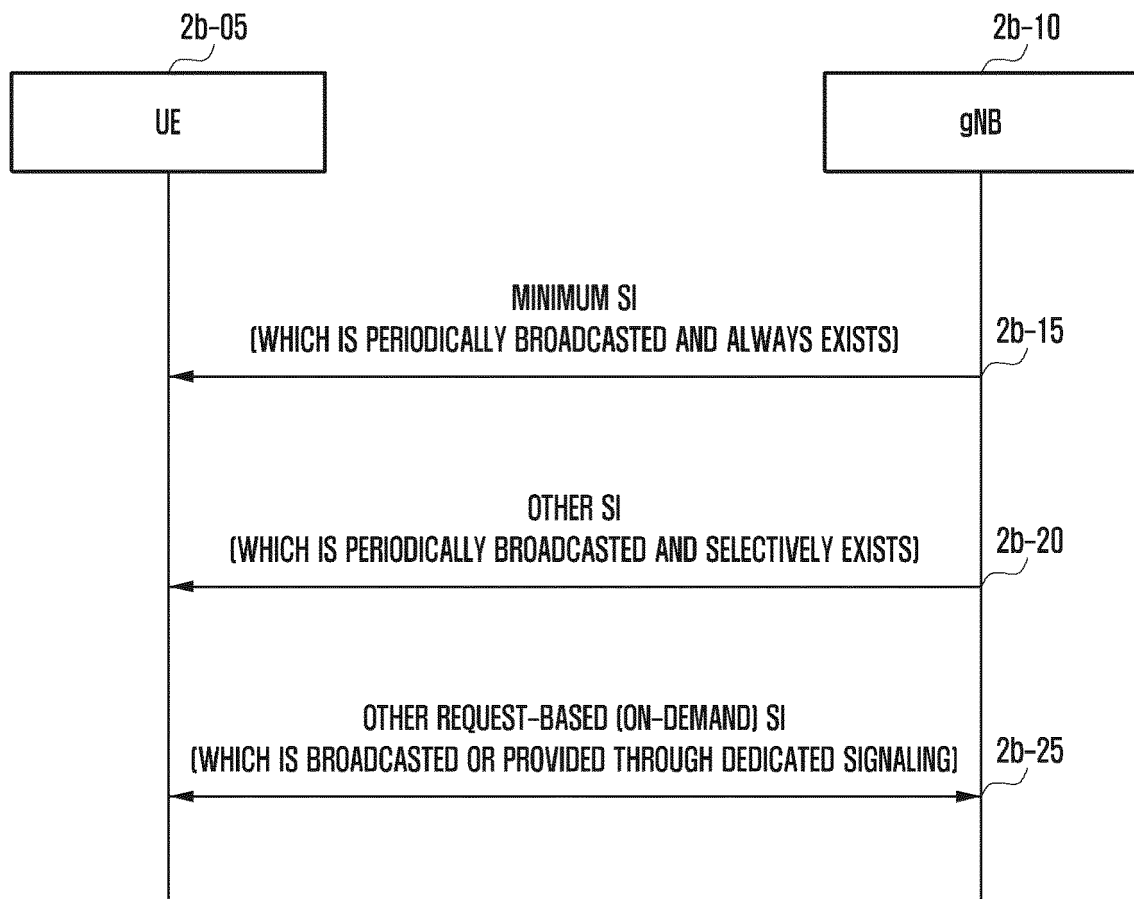 2b-05
2b-10
UE
gNB
MINIMUM SI
(WHICH IS PERIODICALLY BROADCASTED AND ALWAYS EXISTS)
2b-15
OTHER SI
(WHICH IS PERIODICALLY BROADCASTED AND SELECTIVELY EXISTS)
2b-20
OTHER REQUEST-BASED (ON-DEMAND) SI
(WHICH IS BROADCASTED OR PROVIDED THROUGH DEDICATED SIGNALING)
2b-25